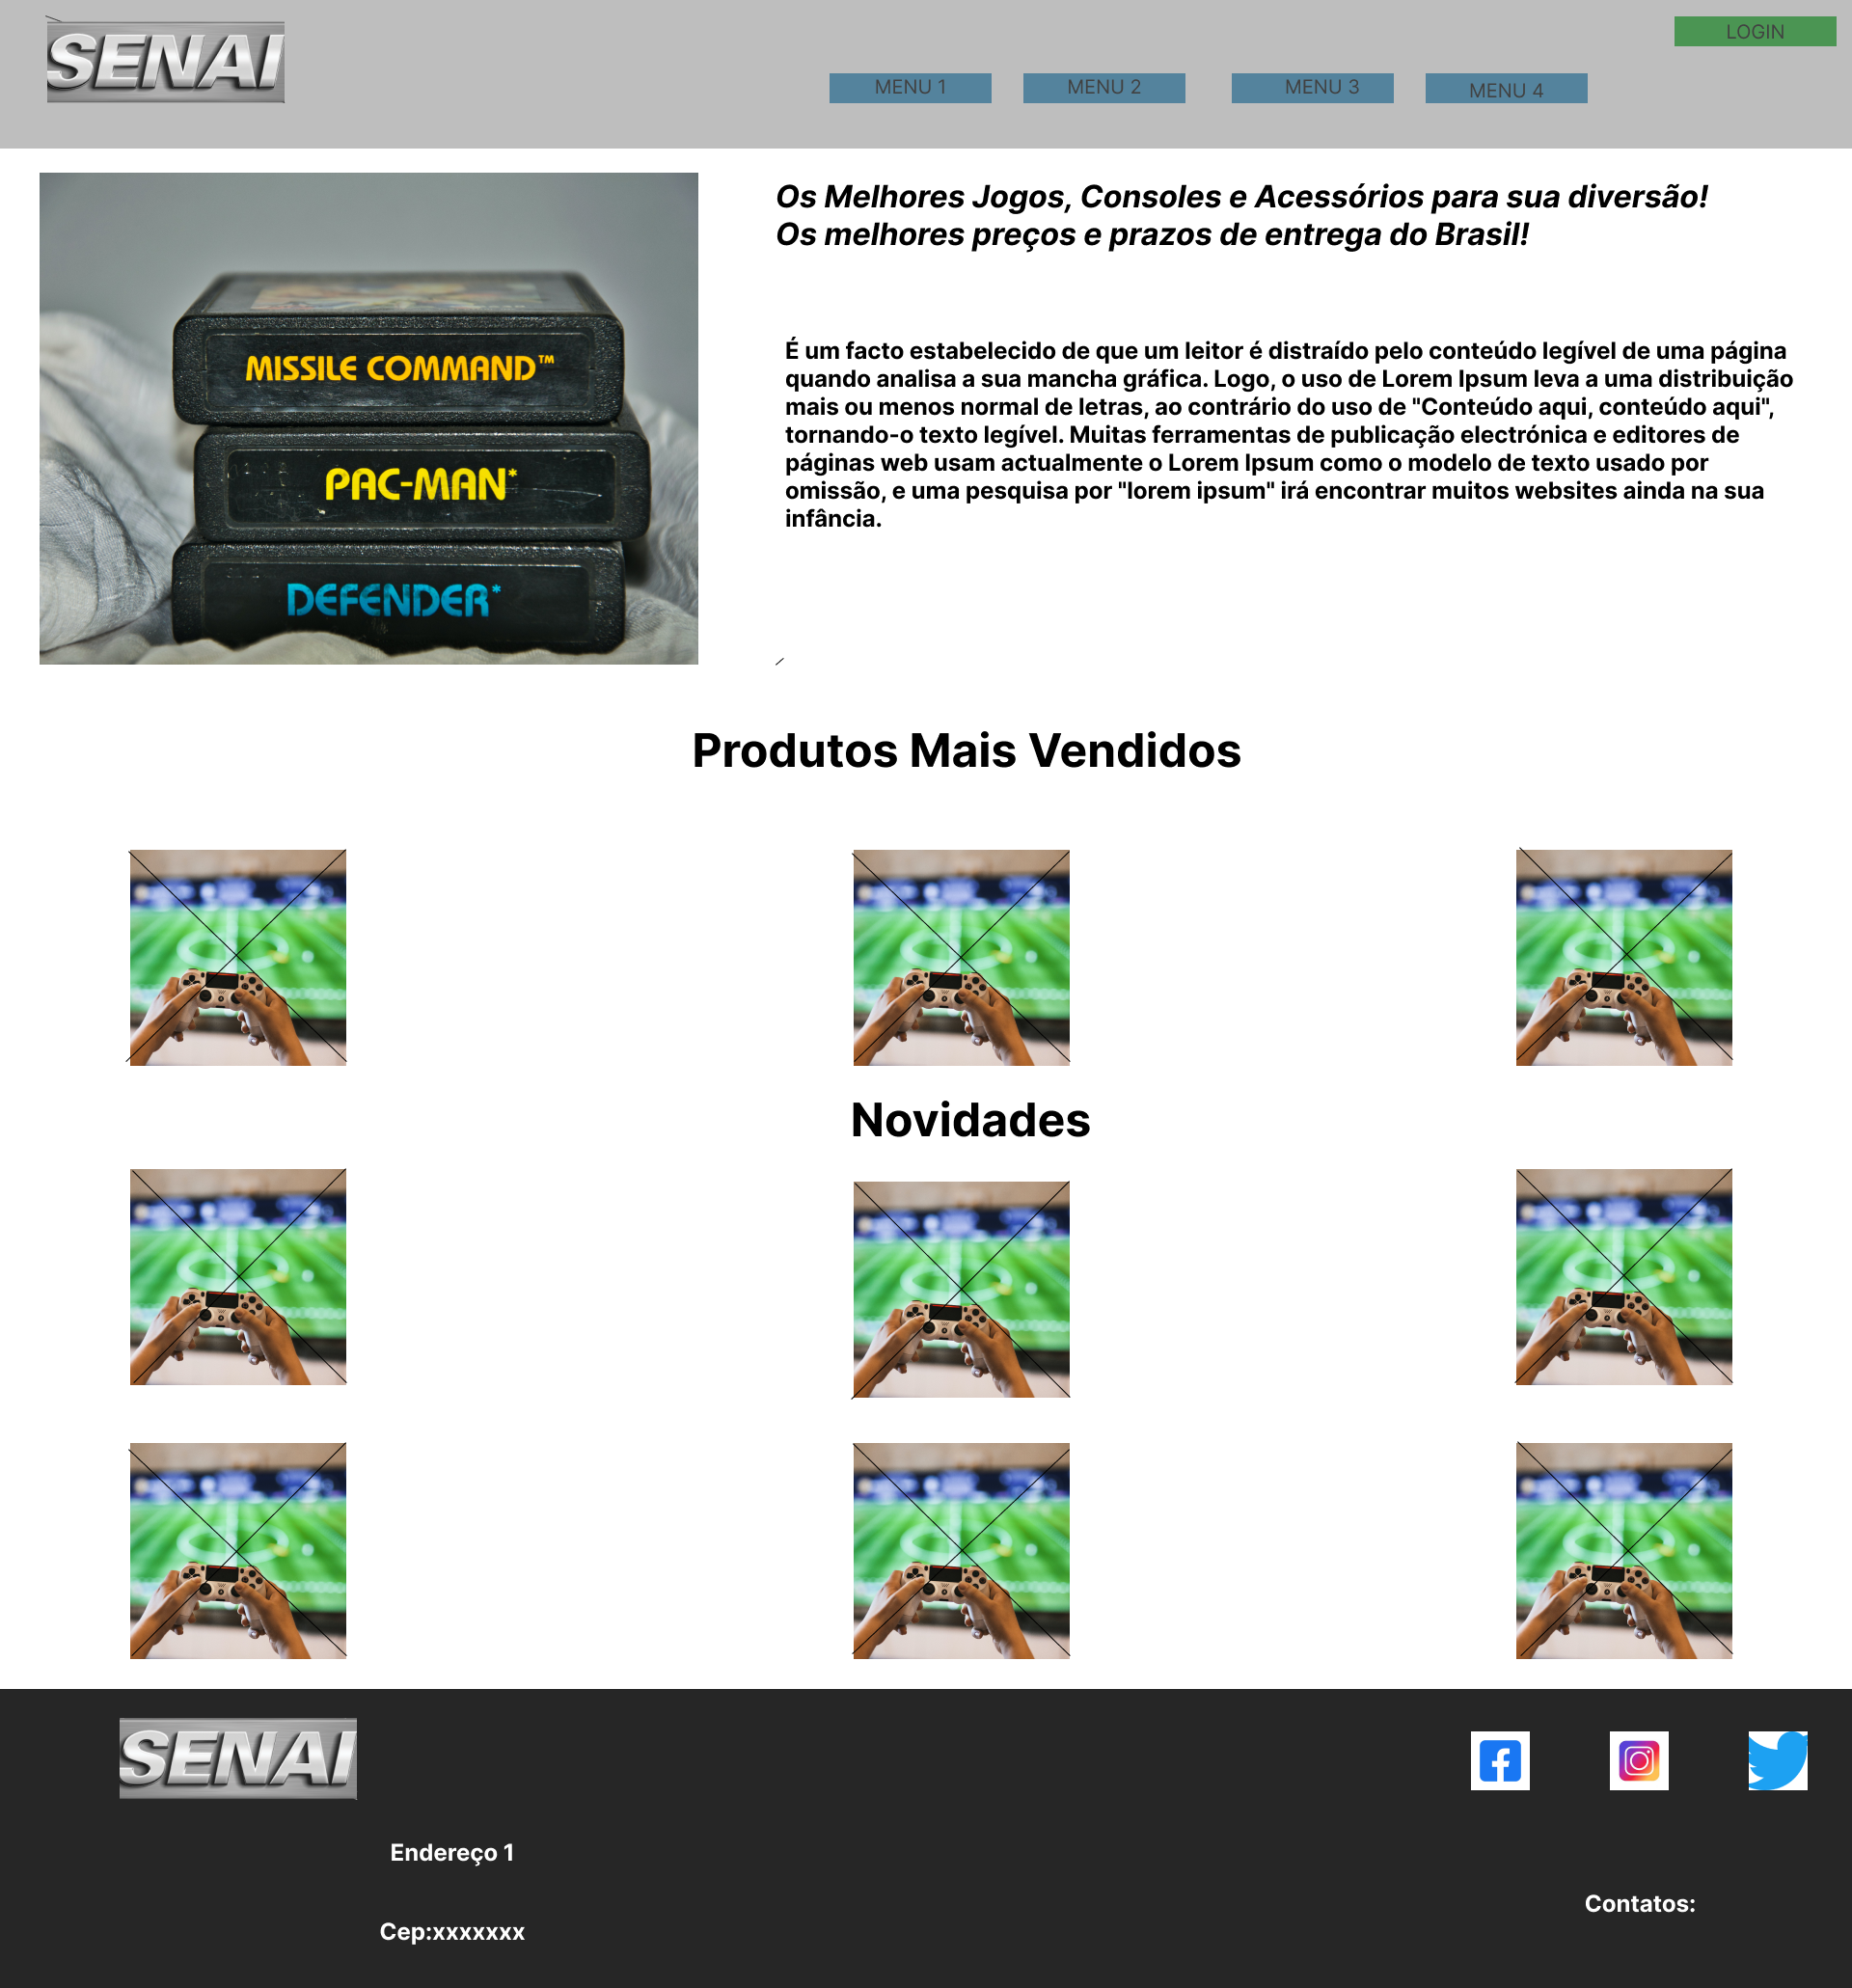 SENAI
LOGIN
MENU 1
MENU 2
MENU 3
MENU 4
MISSILE COMMAND™
PAC-MAN*
DEFENDER*
Os Melhores Jogos, Consoles e Acessórios para sua diversão!
Os melhores preços e prazos de entrega do Brasil!
É um facto estabelecido de que um leitor é distraído pelo conteúdo legível de uma página
quando analisa a sua mancha gráfica. Logo, o uso de Lorem Ipsum leva a uma distribuição
mais ou menos normal de letras, ao contrário do uso de "Conteúdo aqui, conteúdo aqui",
tornando-o texto legível. Muitas ferramentas de publicação electrónica e editores de
páginas web usam actualmente o Lorem Ipsum como o modelo de texto usado por
omissão, e uma pesquisa por "lorem ipsum" irá encontrar muitos websites ainda na sua
infância.
Produtos Mais Vendidos
Novidades
SENAI
Endereço 1
Cep:xxxxxxx
Contatos: